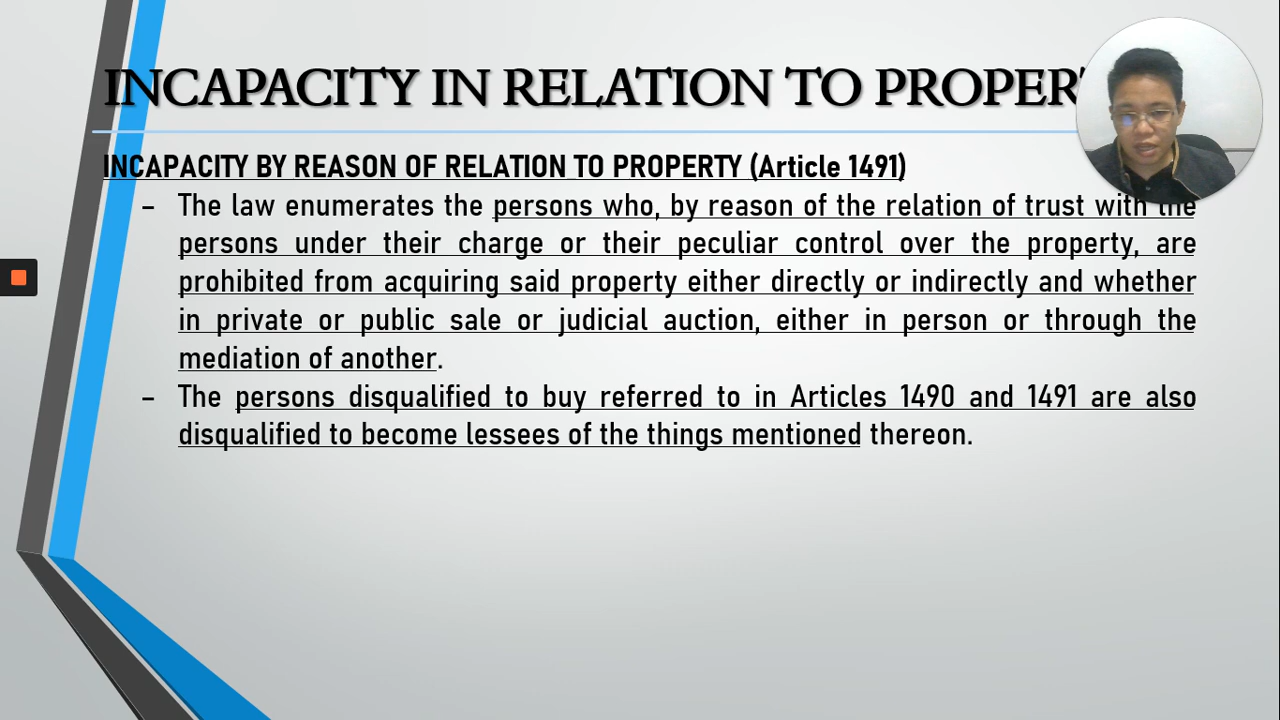 INCAPACITY IN RELATION TO PROPER
INCAPACITY BY REASON OF RELATION TO PROPERTY (Article 1491)
– The law enumerates the persons who, by reason of the relation of trust with the
persons under their charge or their peculiar control over the property, are
prohibited from acquiring said property either directly or indirectly and whether
in private or public sale or judicial auction, either in person or through the
mediation of another.
– The persons disqualified to buy referred to in Articles 1490 and 1491 are also
disqualified to become lessees of the things mentioned thereon.